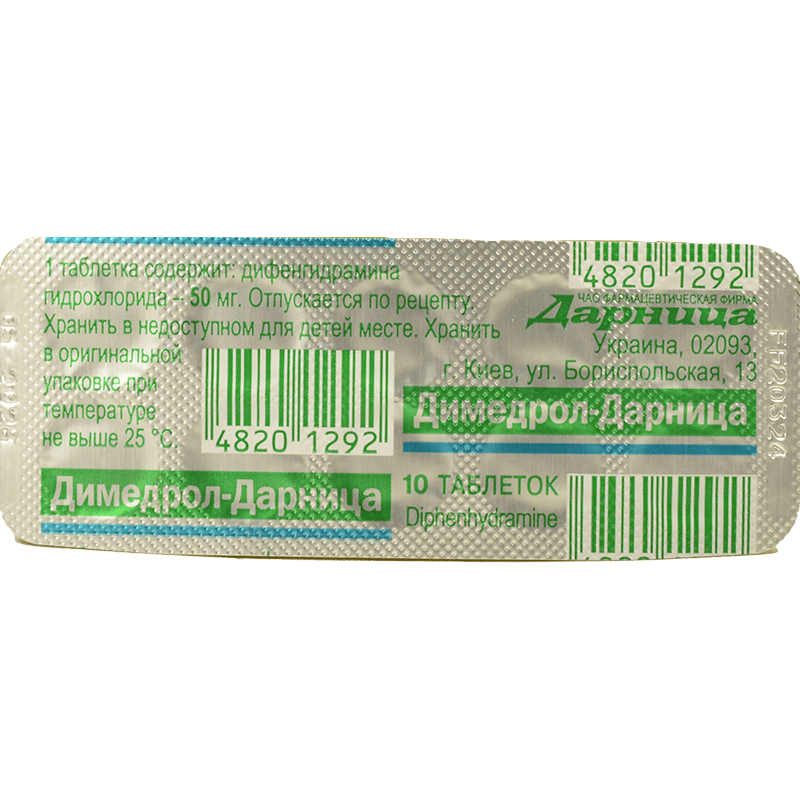 1 таблетка содержит: дифенгидрамина
гидрохлорида – 50 мг. Отпускается по рецепту.
Хранить в недоступном для детей месте. Хранить
в оригинальной
упаковке при
температуре
не выше 25 °C.
4820 1292
Димедрол-Дарница
4820 1292
ЧАО ФАРМАЦЕВТИЧЕСКАЯ ФИРМА
Дарница
Украина, 02093,
г. Киев, ул. Бориспольская, 13
Димедрол-Дарница
10 ТАБЛЕТОК
Diphenhydramine